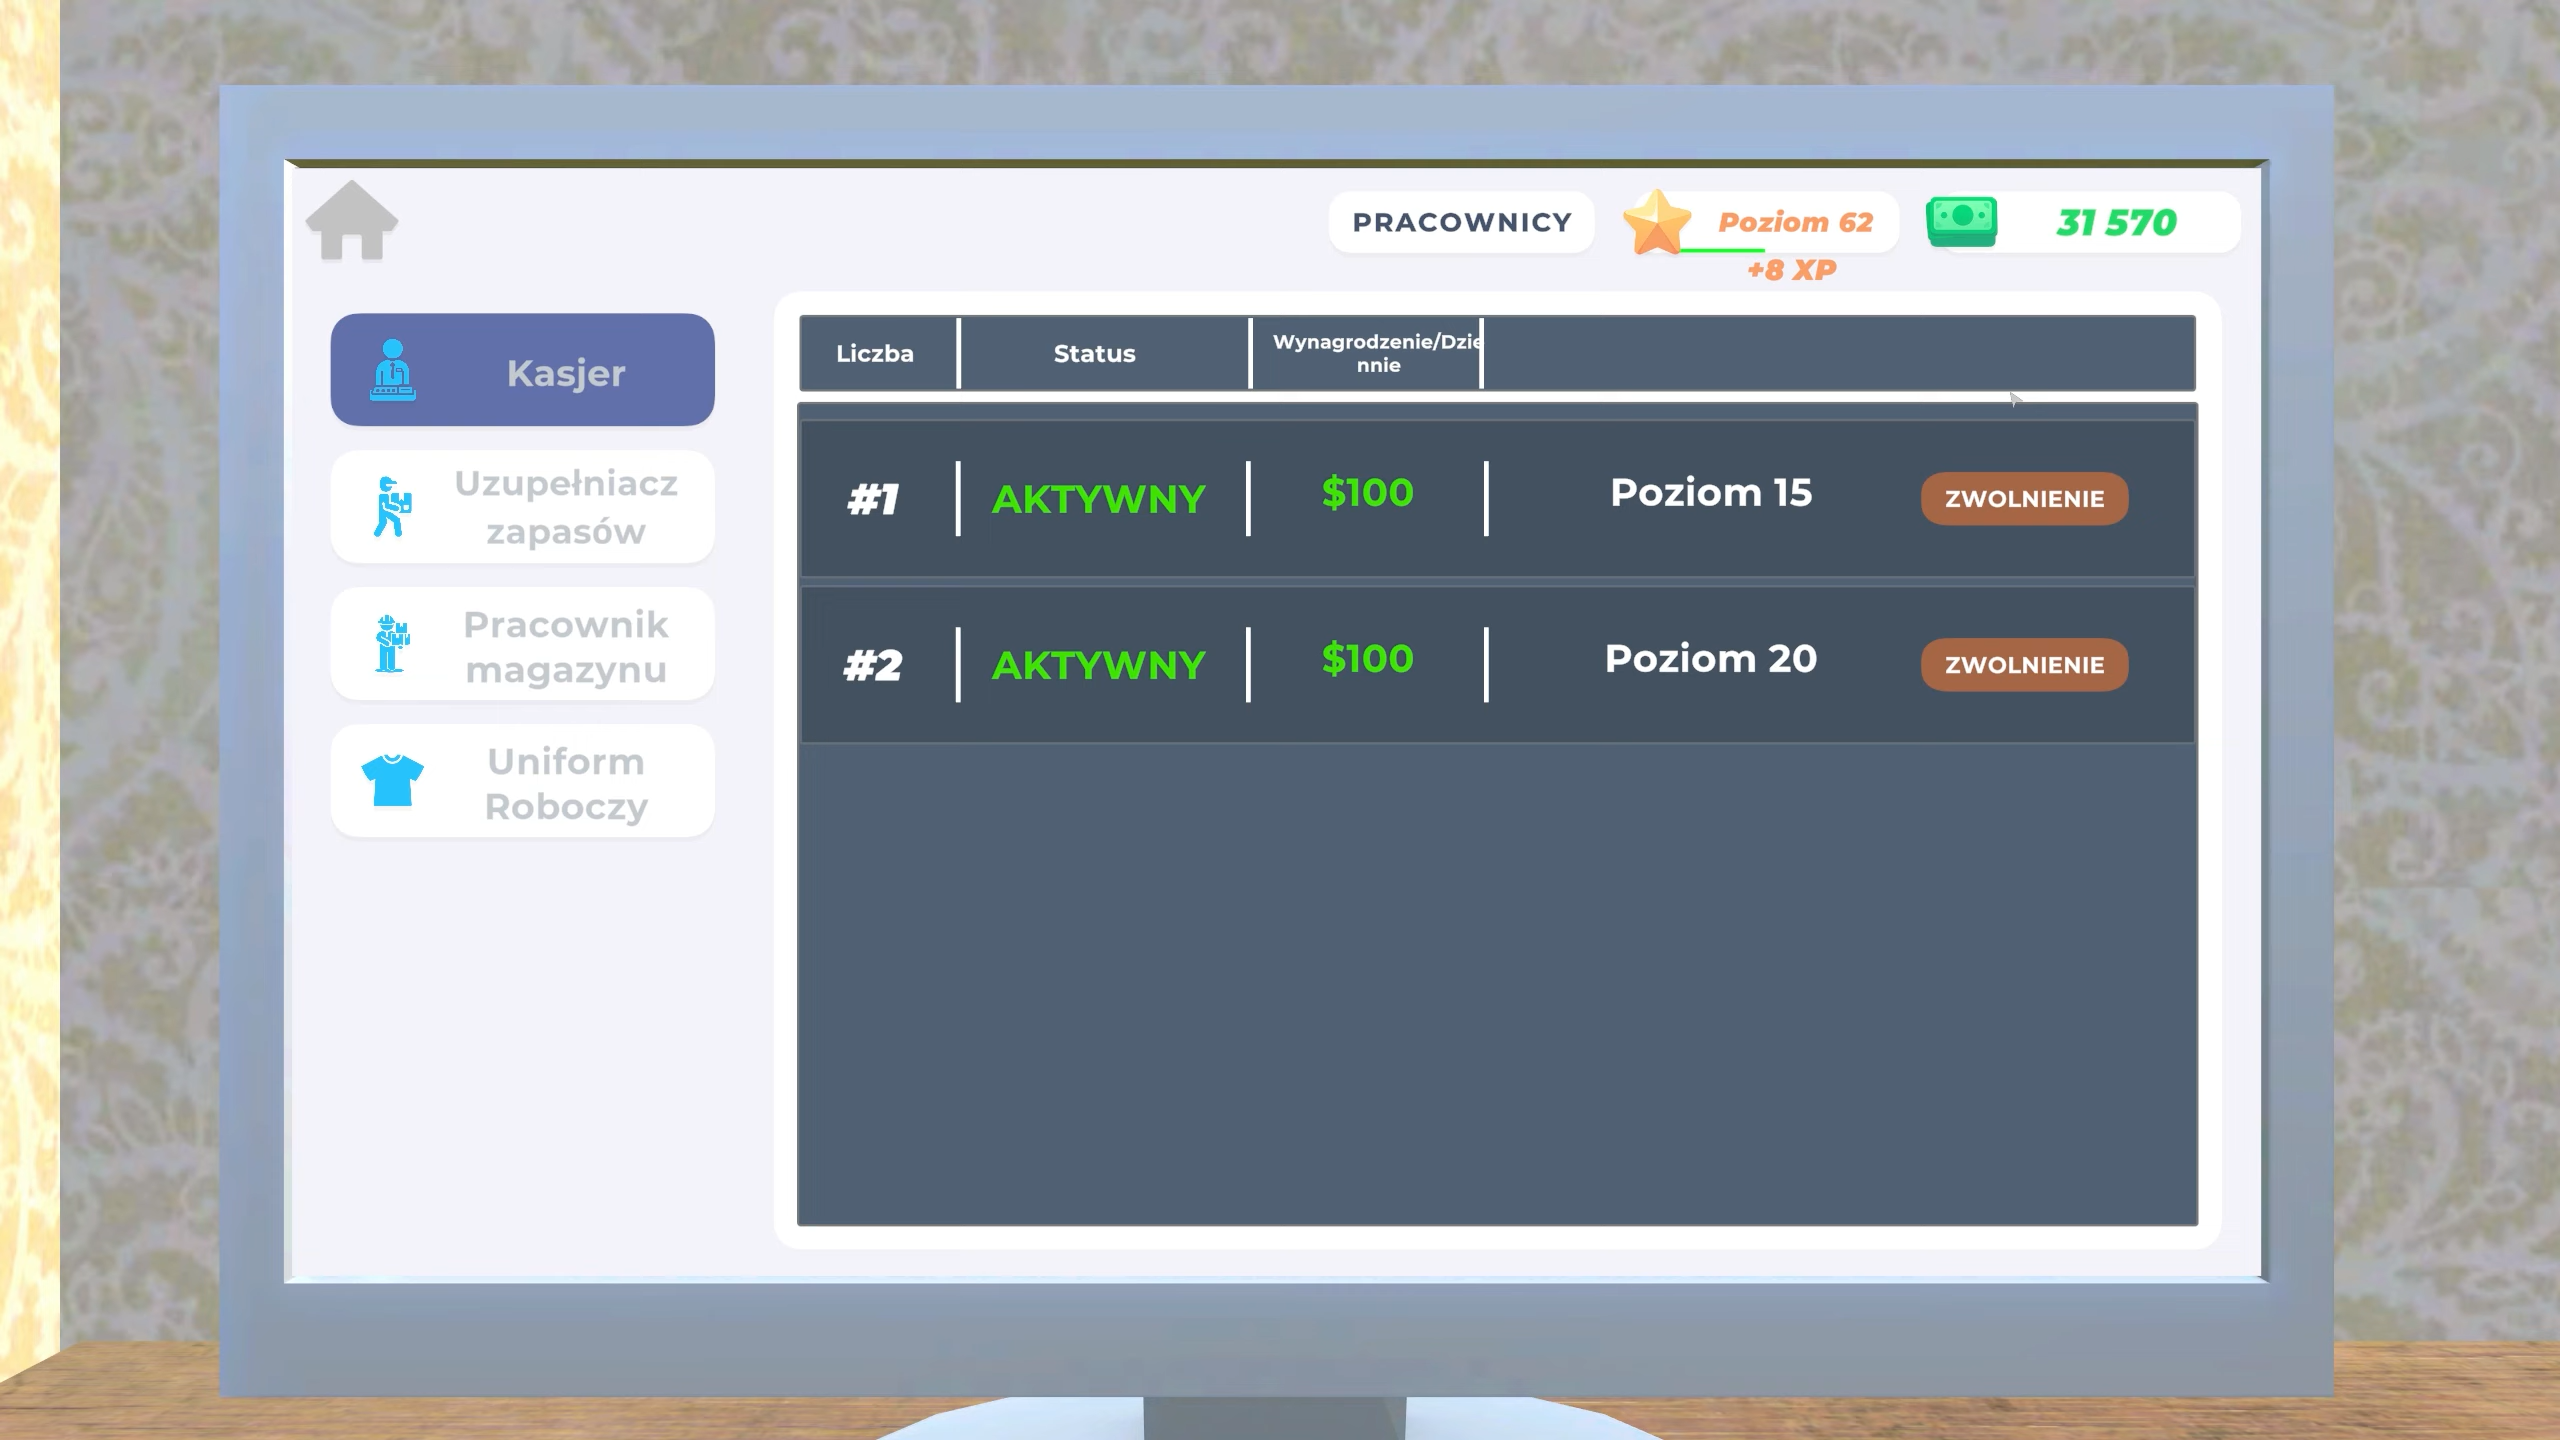 PRACOWNICY
Poziom 62
31 570
+8 XP
Kasjer
Uzupełniacz
zapasów
Pracownik
magazynu
Uniform
Roboczy
Liczba
Status
Wynagrodzenie/Dzie
nnie
#1
AKTYWNY
$100
Poziom 15
ZWOLNIENIE
#2
AKTYWNY
$100
Poziom 20
ZWOLNIENIE